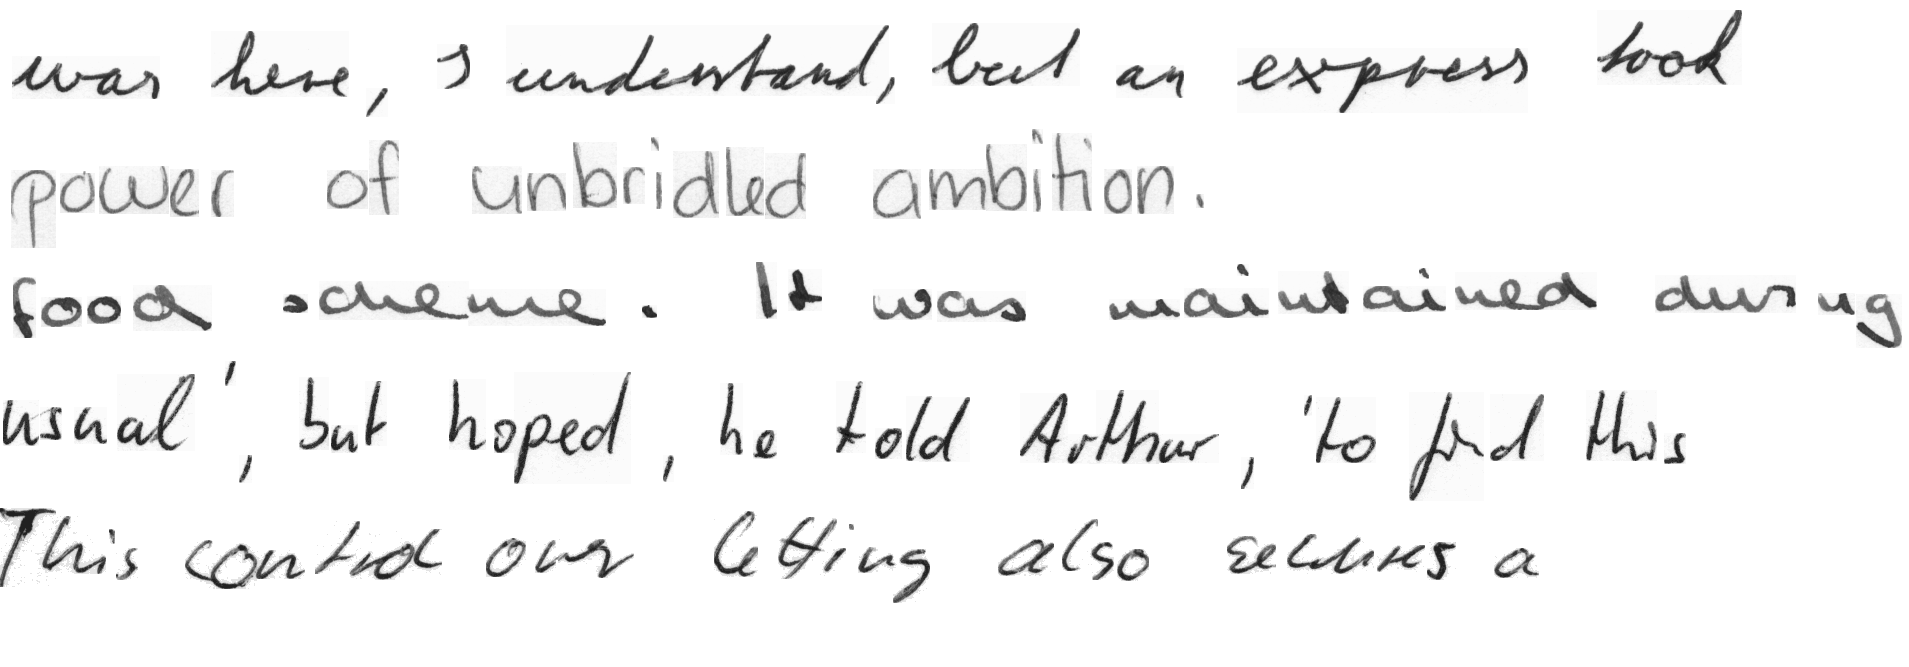 was here, I understand, but an express took
power of unbridled ambition.
food scheme. It was maintained during
usual', but hoped, he told Arthur, 'to find this
This control over letting also secures a